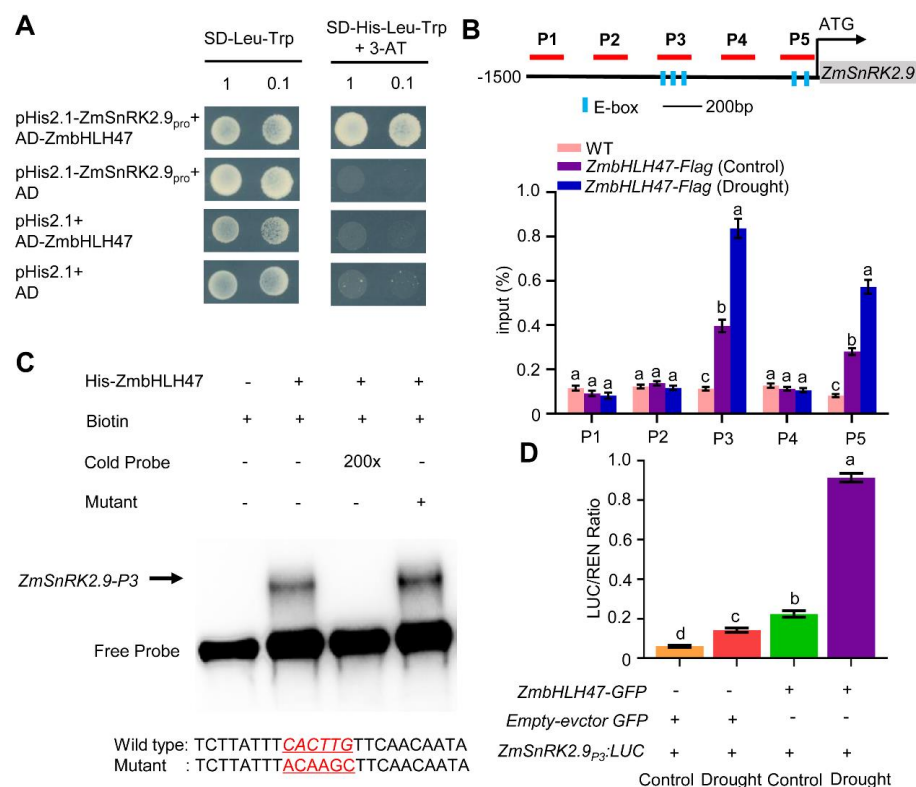 A
SD-Leu-Trp
SD-His-Leu-Trp
+ 3-AT
1 0.1 1 0.1
pHis2.1-ZmSnRK2.9pro+
AD-ZmbHLH47
pHis2.1-ZmSnRK2.9pro+
AD
pHis2.1+
AD-ZmbHLH47
pHis2.1+
AD
B
P1 P2 P3 P4 P5 ATG
-1500 ZmSnRK2.9
E-box 200bp
WT
ZmbHLH47-Flag (Control)
ZmbHLH47-Flag (Drought)
input (%)
1.0
0.8
0.6
0.4
0.2
0
a a a a a a c b a a a a c b a
P1 P2 P3 P4 P5
C
His-ZmbHLH47 - + + +
Biotin + + + +
Cold Probe - - 200x -
Mutant - - - +
ZmSnRK2.9-P3
Free Probe
Wild type: TCTTATTTCACTTGTTCAACAATA
Mutant : TCTTATTTACAAGCTTCAACAATA
D
LUC/REN Ratio
1.0
0.8
0.6
0.4
0.2
0
d c b a
ZmbHLH47-GFP - - + +
Empty-evctor GFP + + - -
ZmSnRK2.9P3:LUC + + + +
Control Drought Control Drought